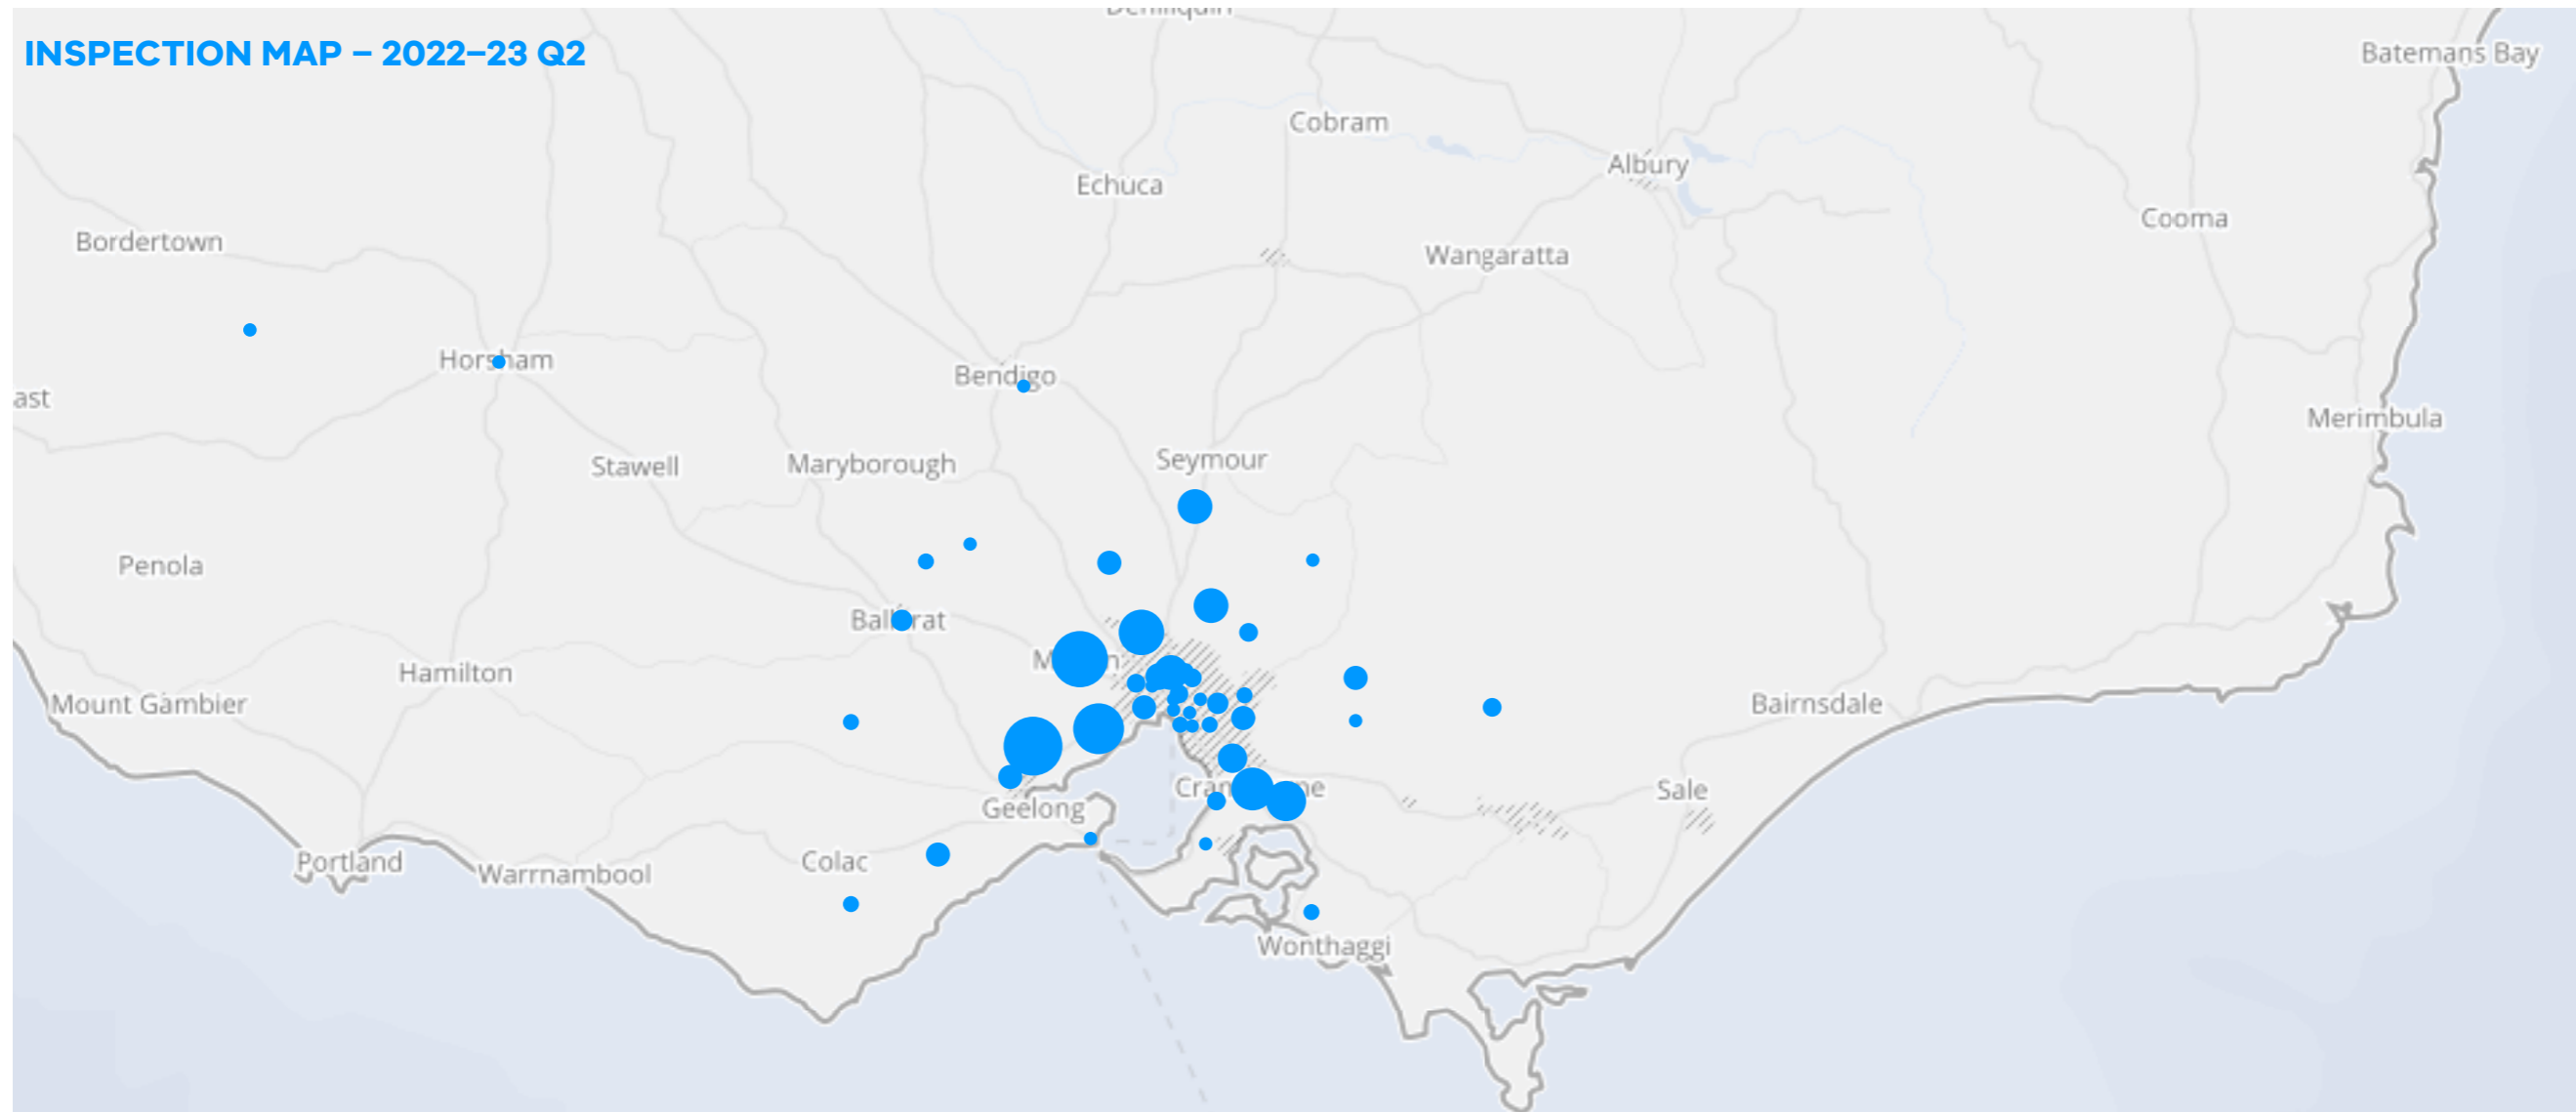 INSPECTION MAP – 2022–23 Q2
Batemans Bay
Cobram
Albury
Echuca
Cooma
Bordertown
Wangaratta
Horsham
Bendigo
ast
Merimbula
Seymour
Stawell
Maryborough
Penola
Hamilton
Mount Gambier
Bairnsdale
Sale
Geelong
Portland
Warrnambool
Colac
Wonthaggi